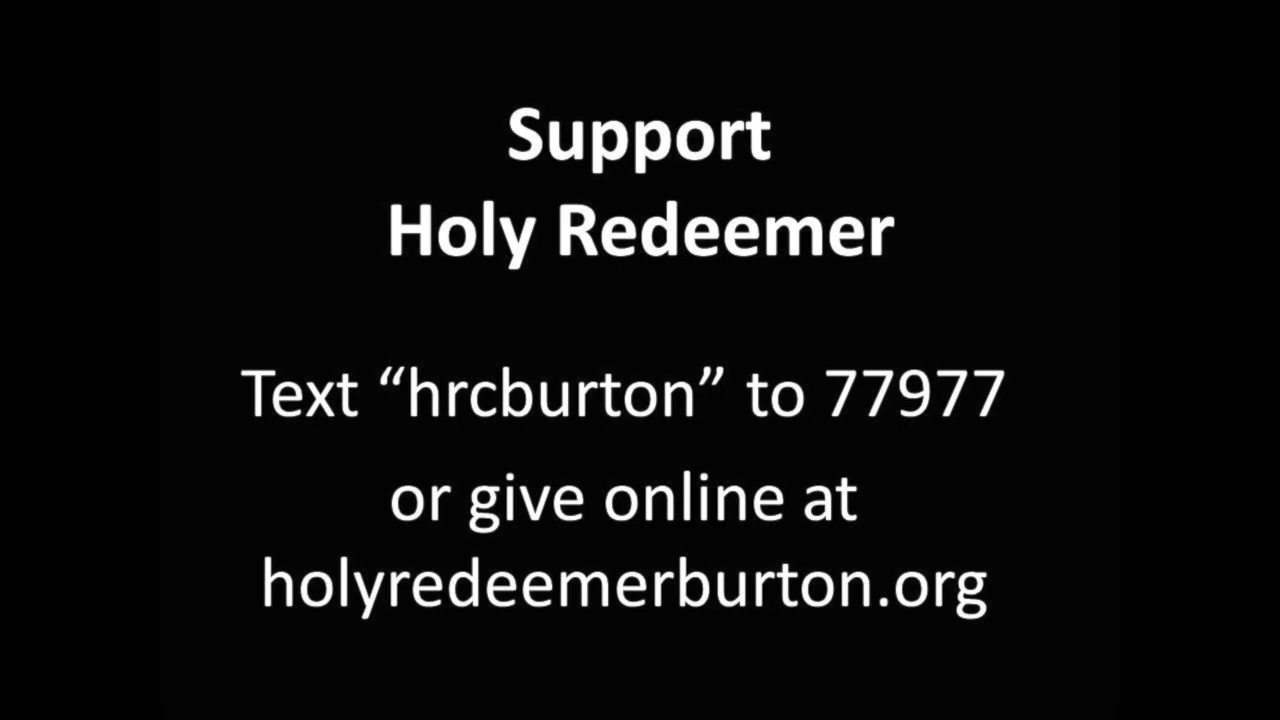 Support
Holy Redeemer
Text “hrcburton” to 77977
or give online at
holyredeemerburton.org